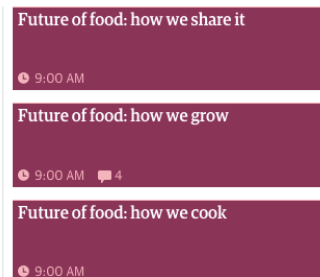 Future of food: how we share it
9:00 AM
Future of food: how we grow
9:00 AM 4
Future of food: how we cook
9:00 AM